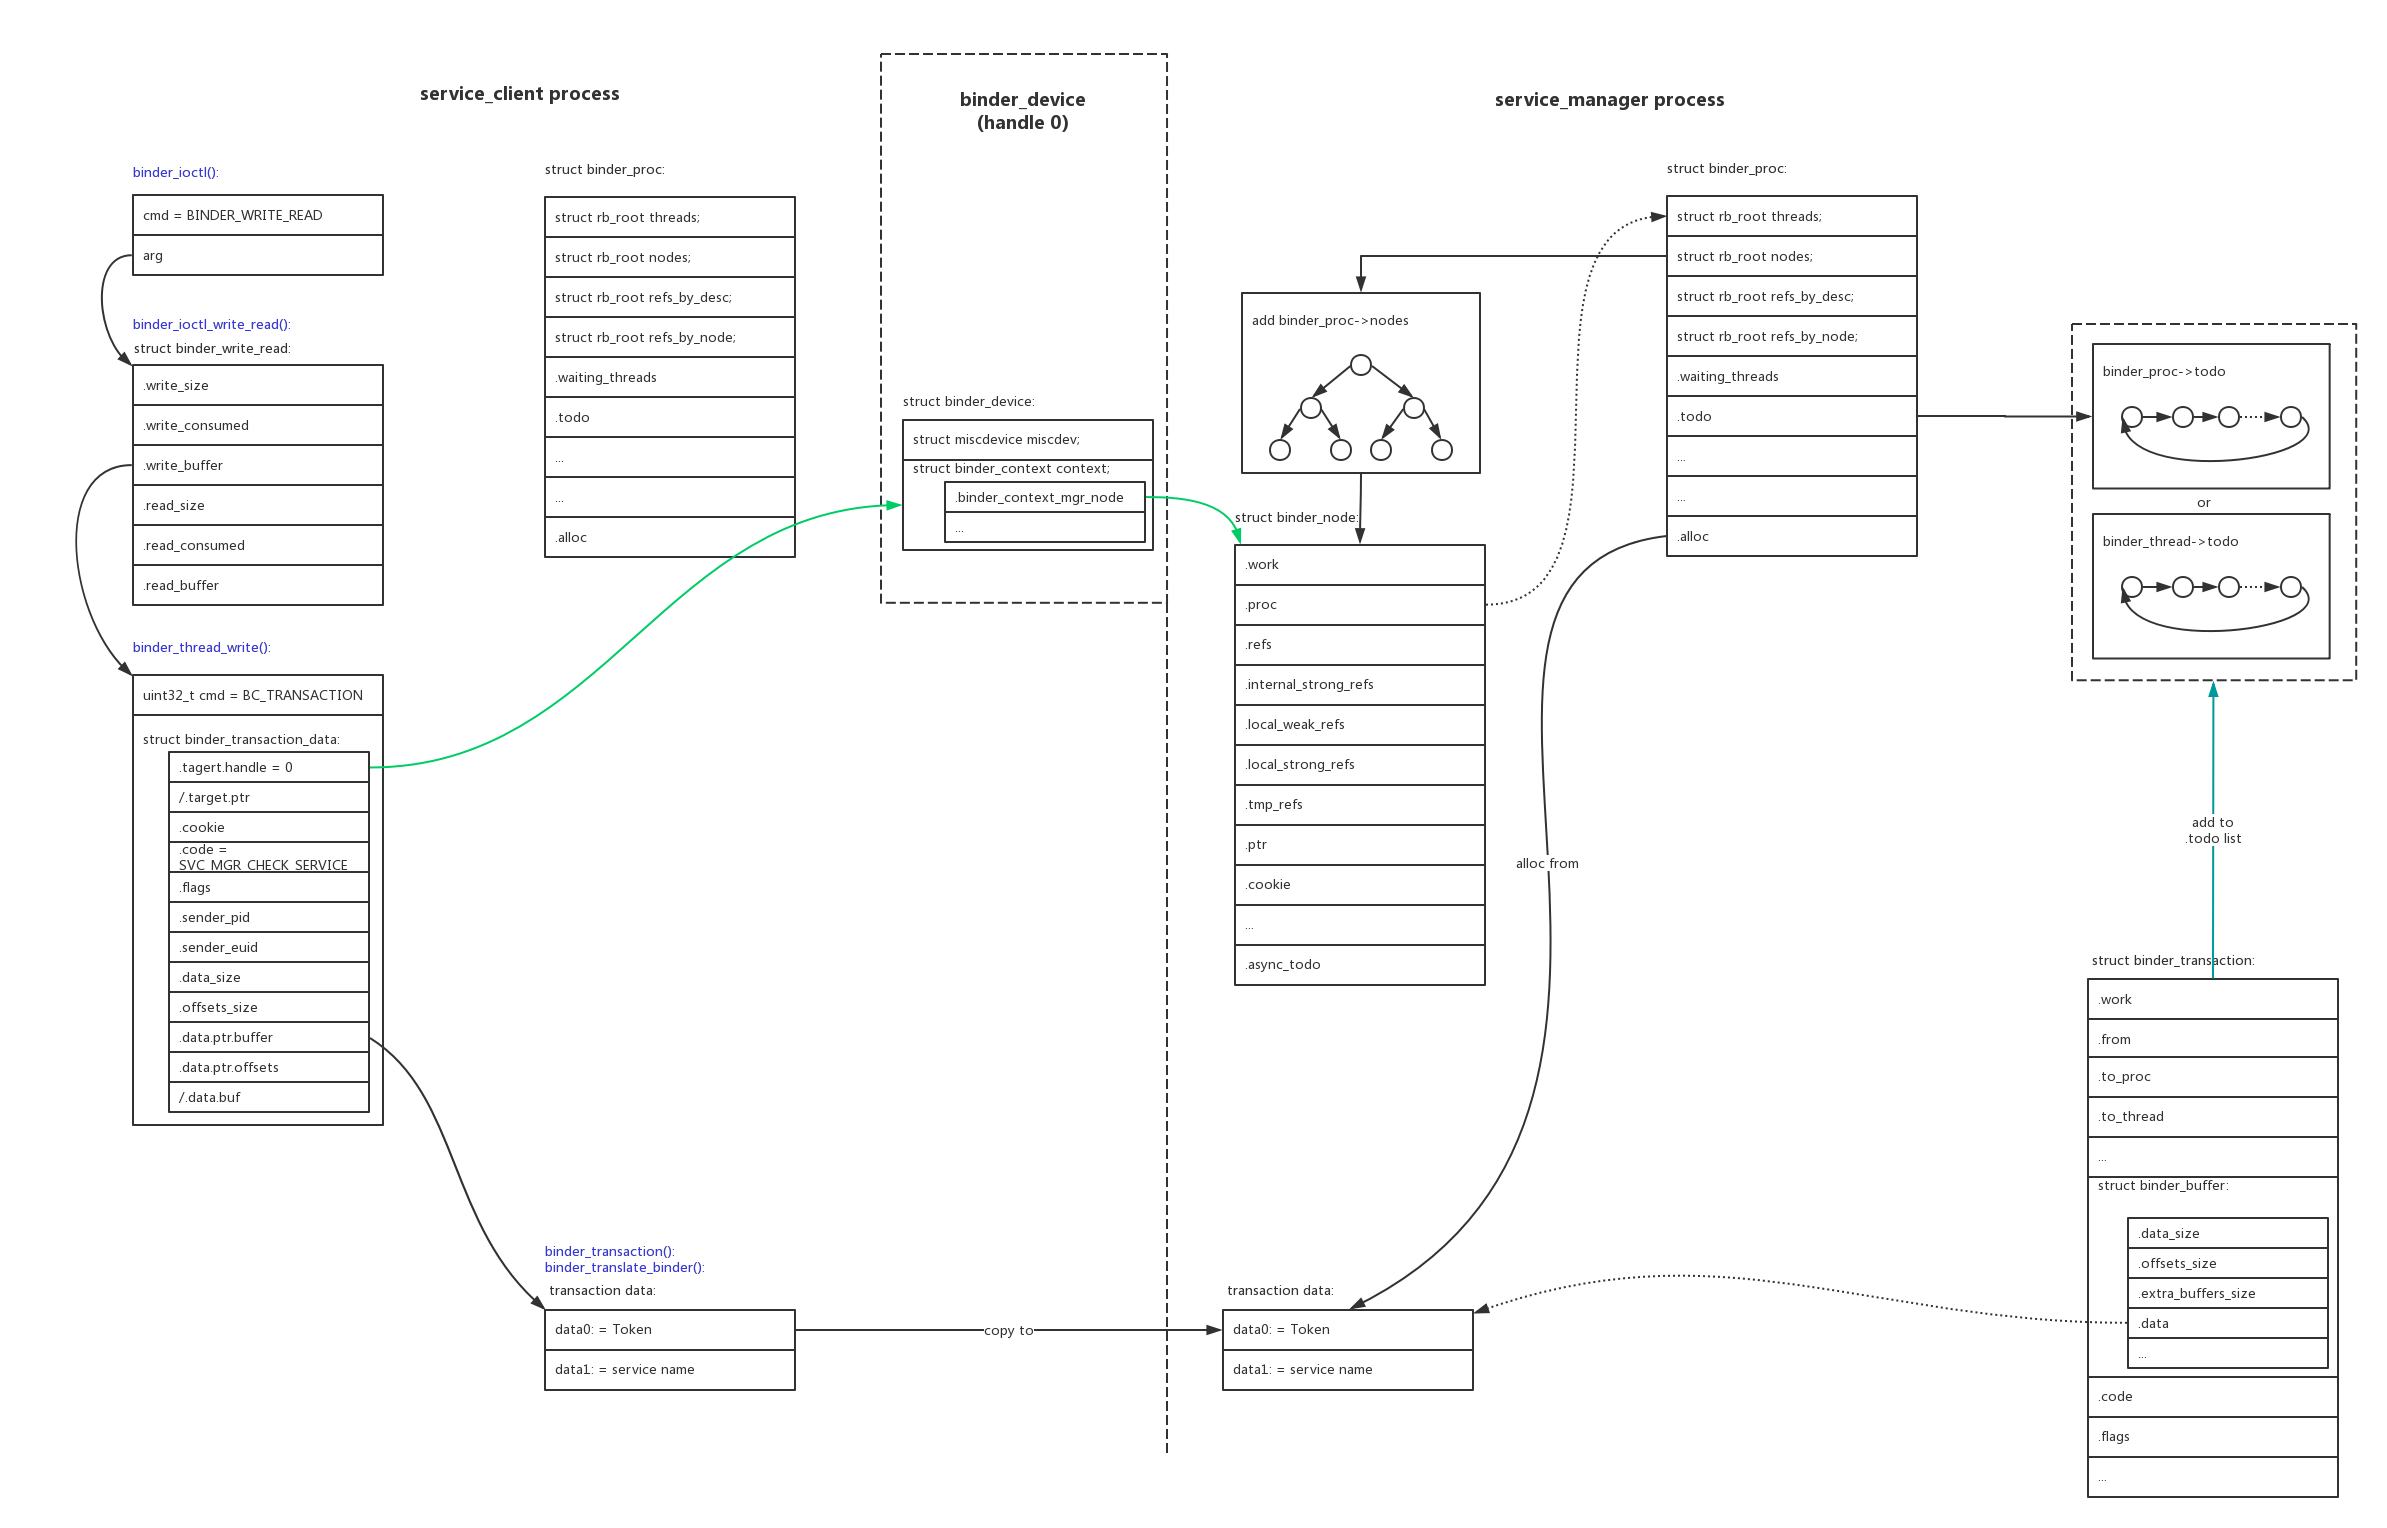 service_client process
binder_device
(handle 0)
service_manager process
binder_ioctl():
cmd = BINDER_WRITE_READ
arg
binder_ioctl_write_read():
struct binder_write_read:
.write_size
.write_consumed
.write_buffer
.read_size
.read_consumed
.read_buffer
binder_thread_write():
uint32_t cmd = BC_TRANSACTION
struct binder_transaction_data:
.tagert.handle = 0
/.target.ptr
.cookie
.code =
SVC_MGR_CHECK_SERVICE
.flags
.sender_pid
.sender_euid
.data_size
.offsets_size
.data.ptr.buffer
.data.ptr.offsets
/.data.buf
struct binder_proc:
struct rb_root threads;
struct rb_root nodes;
struct rb_root refs_by_desc;
struct rb_root refs_by_node;
.waiting_threads
.todo
...
...
.alloc
binder_transaction():
binder_translate_binder():
transaction data:
data0: = Token
data1: = service name
copy to
struct binder_device:
struct miscdevice miscdev;
struct binder_context context;
.binder_context_mgr_node
...
add binder_proc->nodes
struct binder_node:
.work
.proc
.refs
.internal_strong_refs
.local_weak_refs
.local_strong_refs
.tmp_refs
.ptr
.cookie
...
.async_todo
transaction data:
data0: = Token
data1: = service name
alloc from
struct binder_proc:
struct rb_root threads;
struct rb_root nodes;
struct rb_root refs_by_desc;
struct rb_root refs_by_node;
.waiting_threads
.todo
...
...
.alloc
binder_proc->todo
or
binder_thread->todo
add to
.todo list
struct binder_transaction:
.work
.from
.to_proc
.to_thread
...
struct binder_buffer:
.data_size
.offsets_size
.extra_buffers_size
.data
...
.code
.flags
...